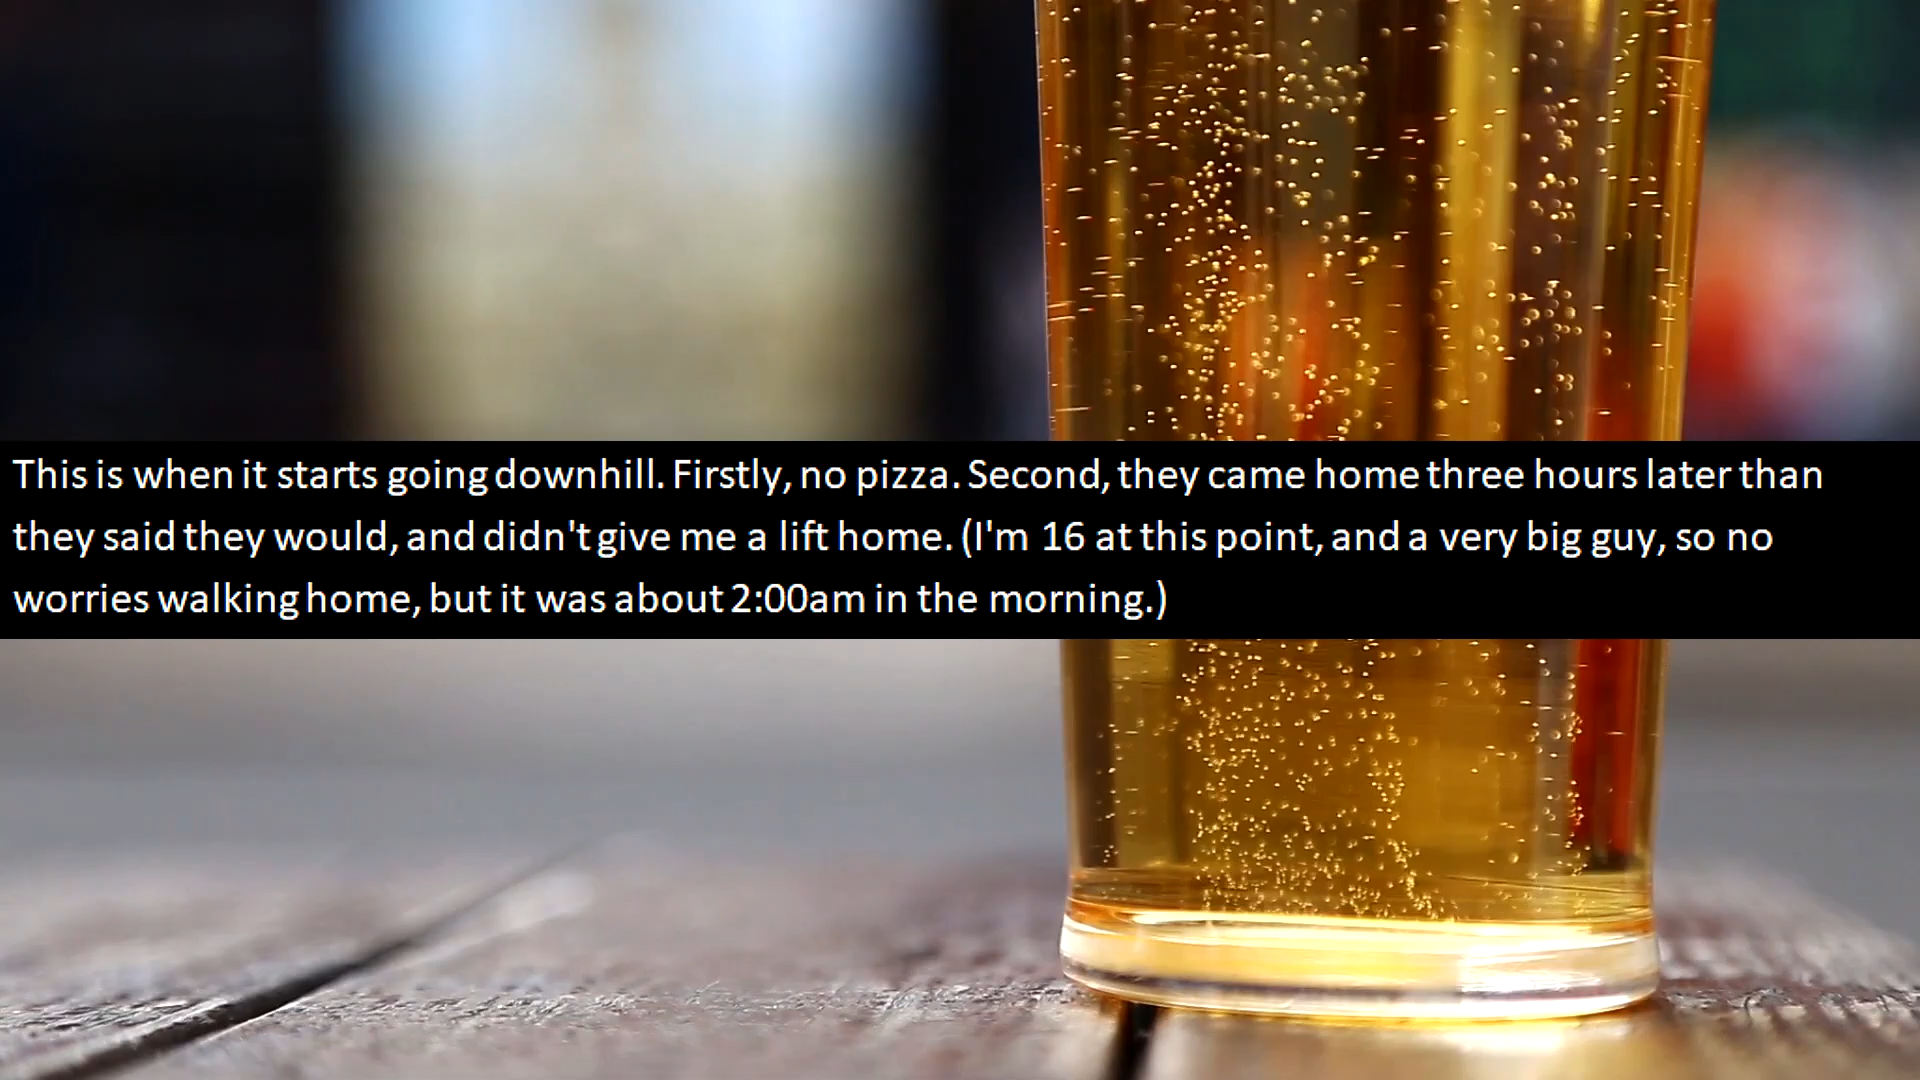 This is when it starts going downhill. Firstly, no pizza. Second, they came home three hours later than
they said they would, and didn't give me a lift home. (I'm 16 at this point, and a very big guy, so no
worries walking home, but it was about 2:00am in the morning.)